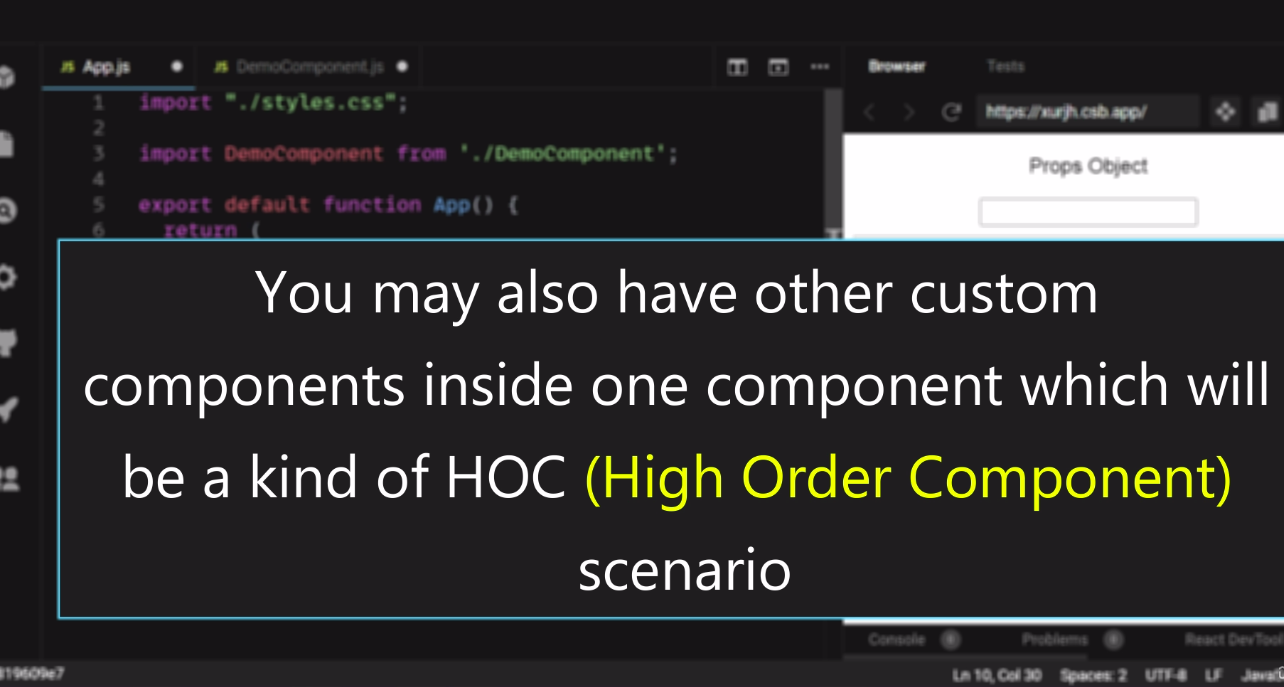 JS App.js ● JS DemoComponent.js ●
Browser Tests
1 import "./styles.css";
https://xurjh.csb.app/
2
3 import DemoComponent from './DemoComponent';
Props Object
4
5 export default function App() {
6 return (
You may also have other custom
components inside one component which will
be a kind of HOC (High Order Component)
scenario
Console Problems React DevTool
819609e7 Ln 10, Col 30 Spaces: 2 UTF-8 LF